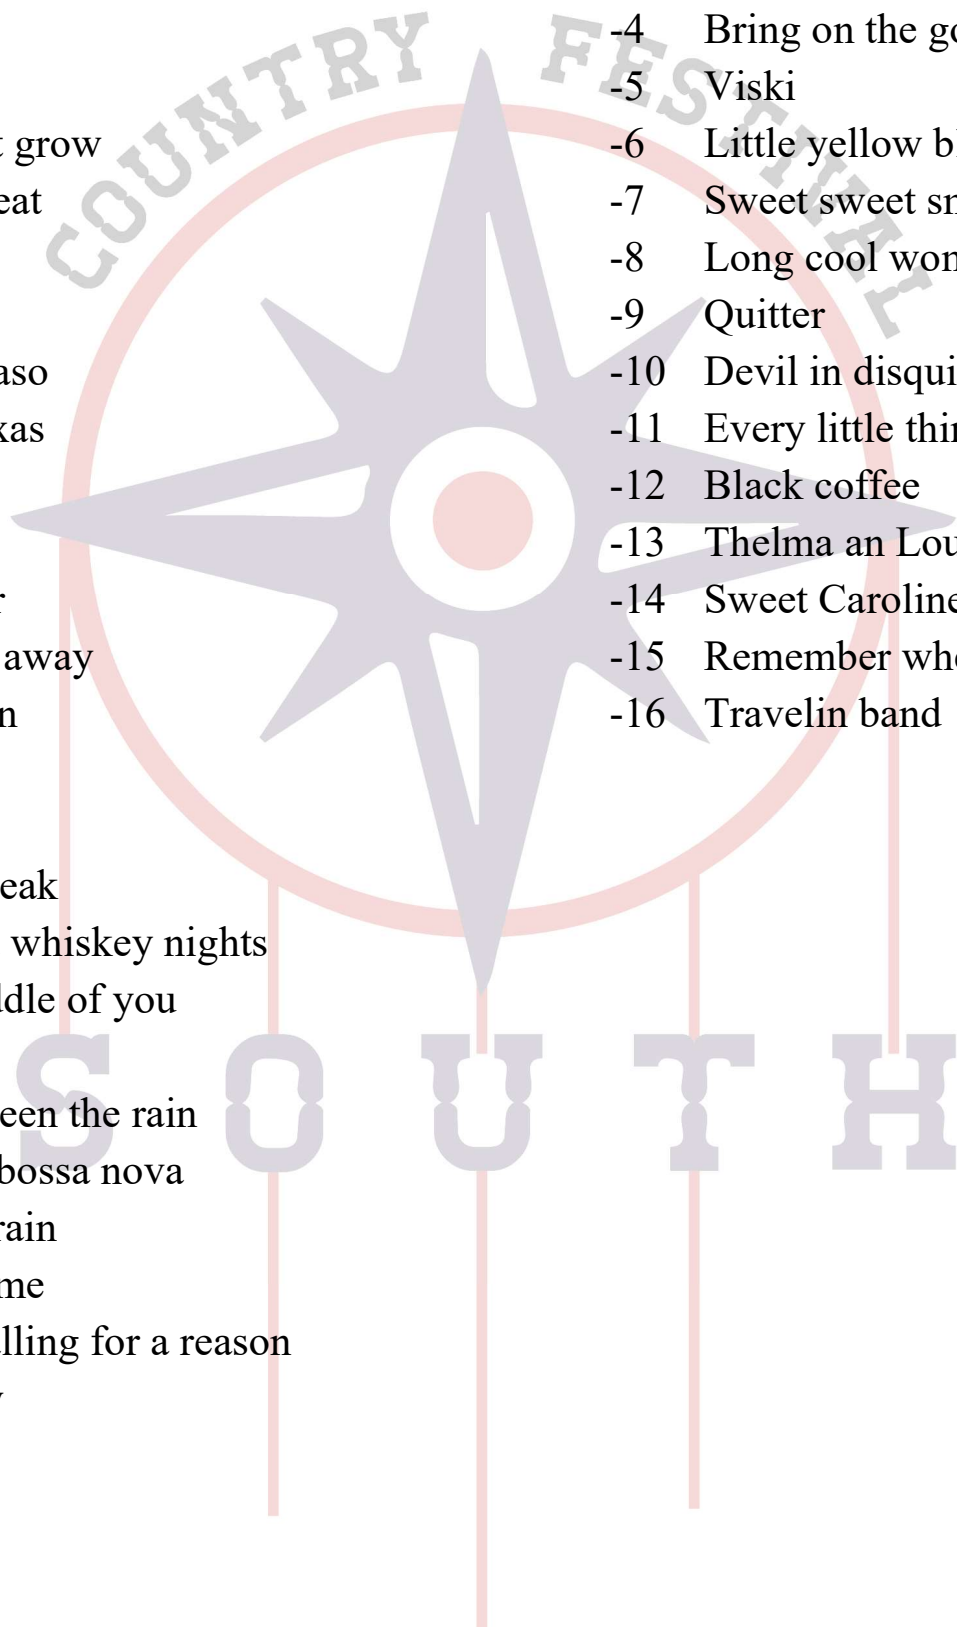 COUNTRY FESTIVAL
t grow
eat
aso
xas
r
away
n
eak
whiskey nights
ddle of you
een the rain
bossa nova
rain
me
lling for a reason
y
-4 Bring on the go
-5 Viski
-6 Little yellow bl
-7 Sweet sweet sm
-8 Long cool wom
-9 Quitter
-10 Devil in disqui
-11 Every little thin
-12 Black coffee
-13 Thelma an Lou
-14 Sweet Caroline
-15 Remember whe
-16 Travelin band
SOUTH